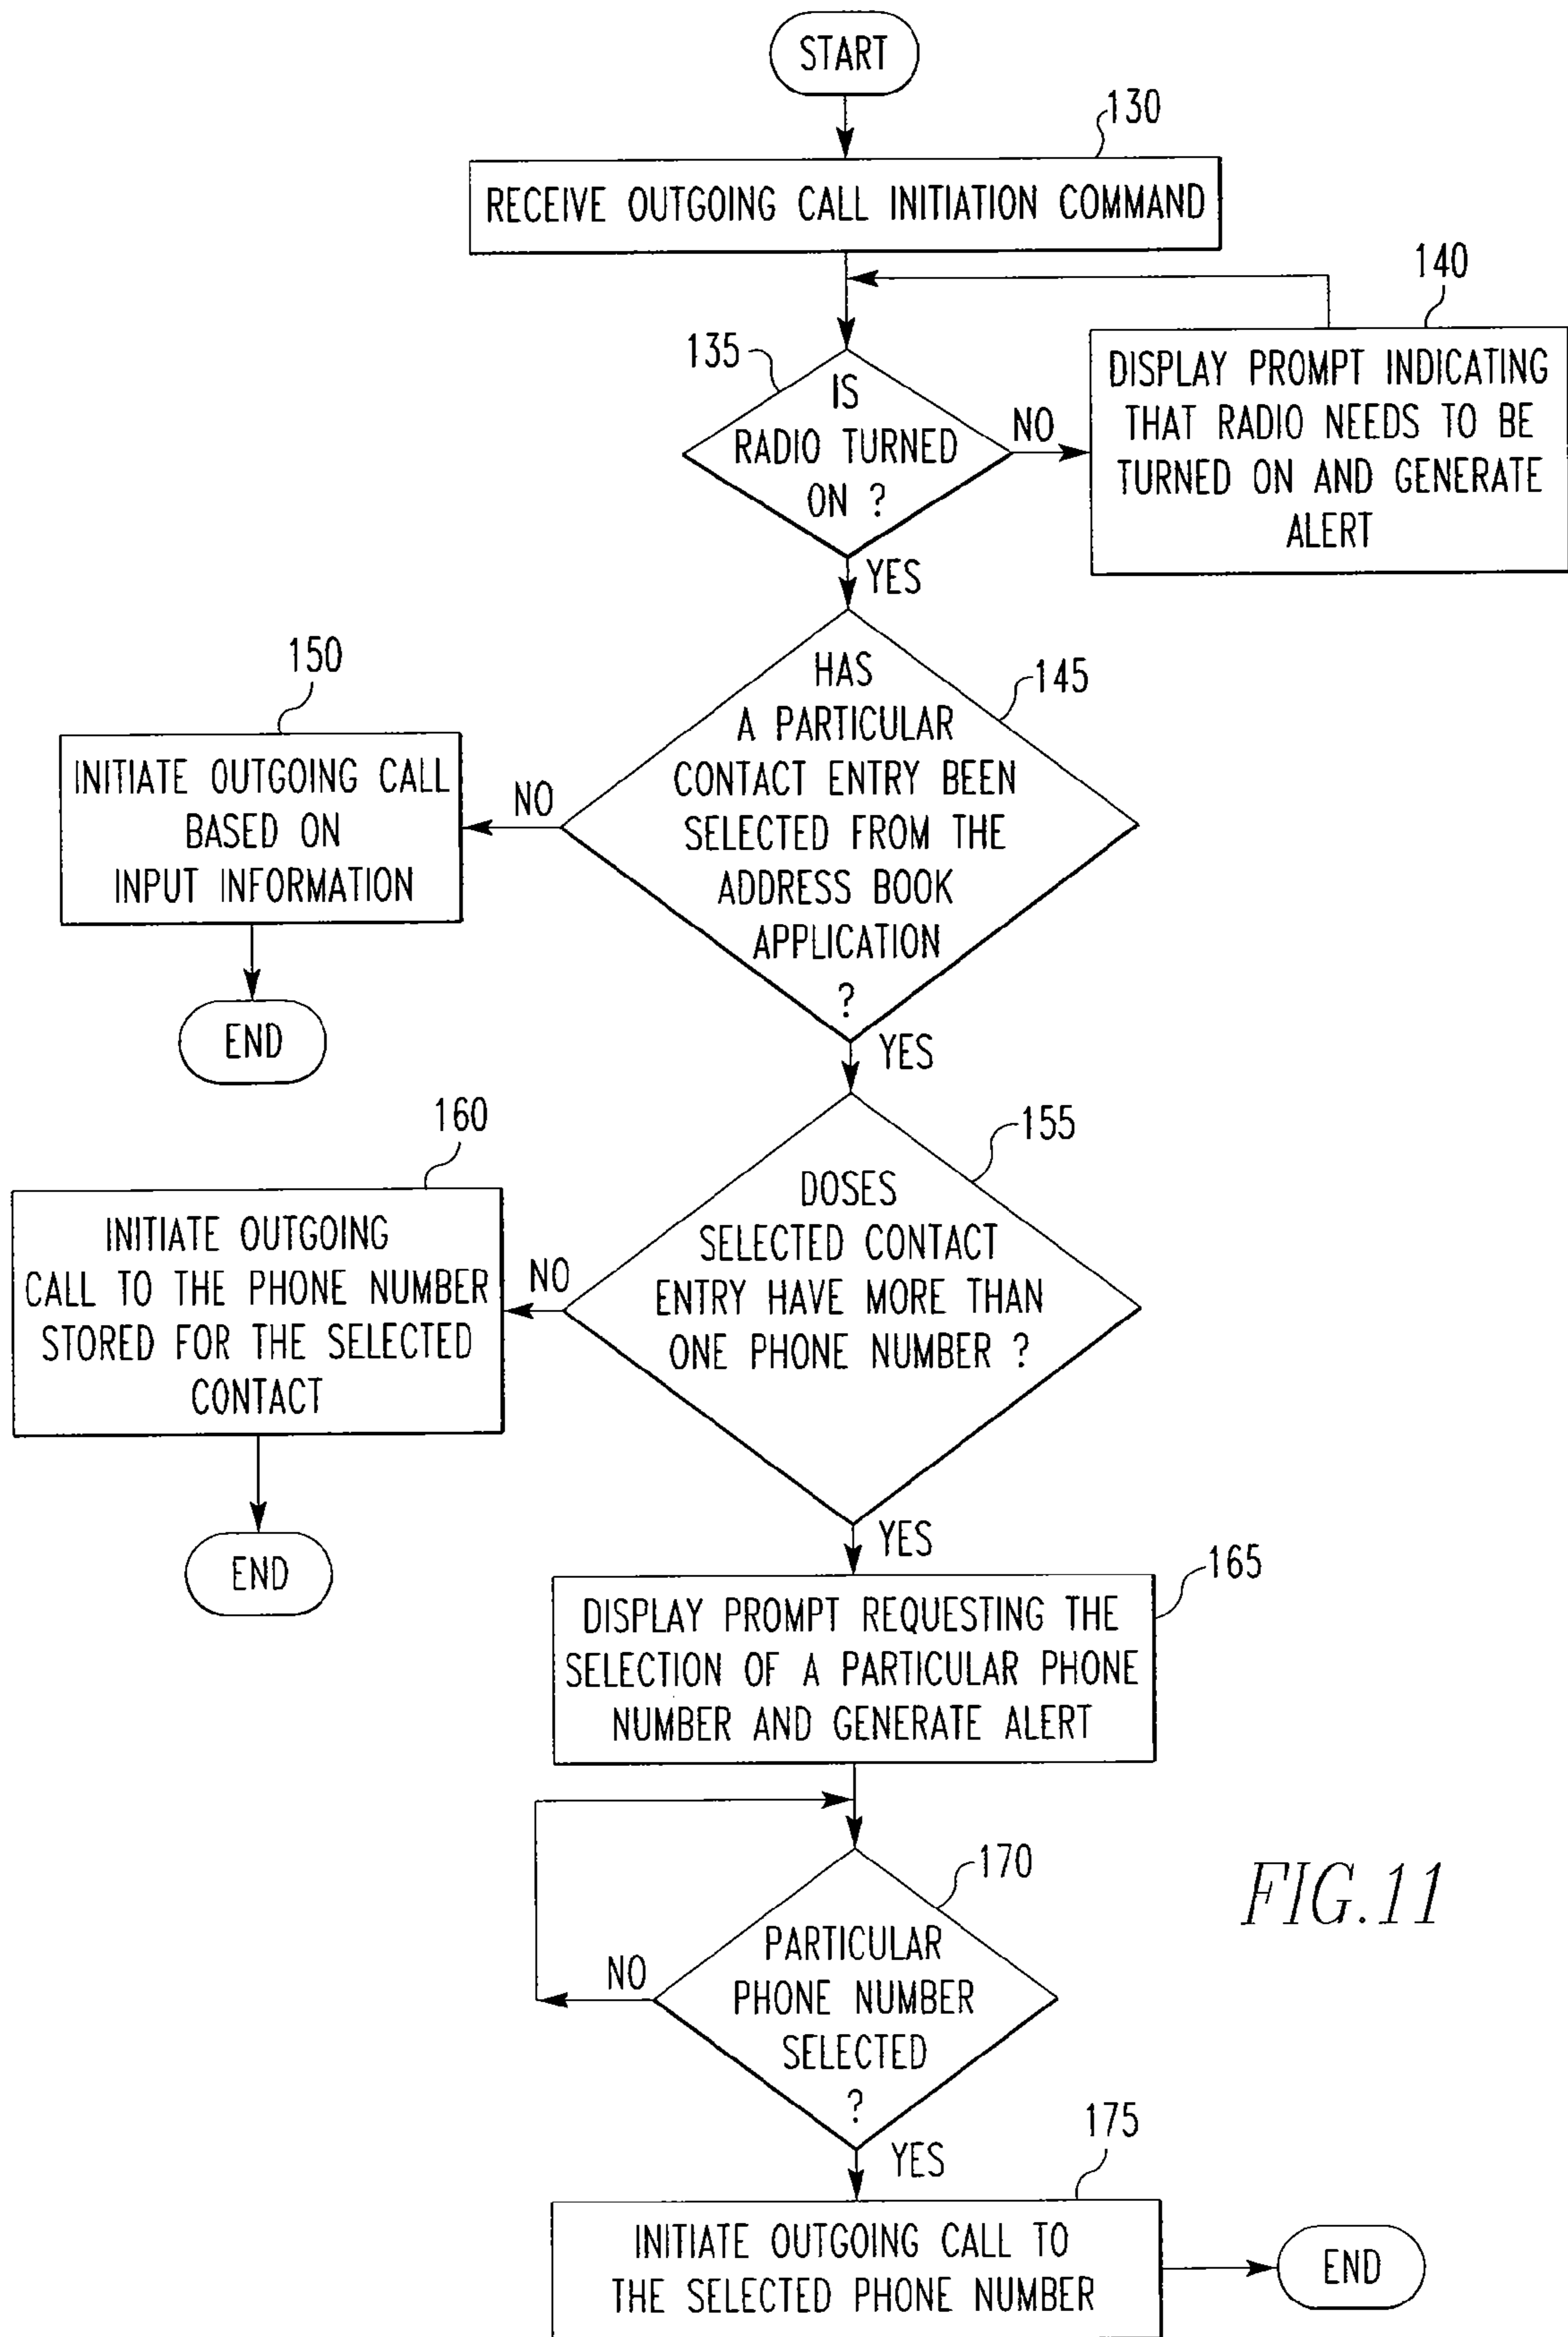 START
130
RECEIVE OUTGOING CALL INITIATION COMMAND
140
135
IS
RADIO TURNED
ON ?
NO
DISPLAY PROMPT INDICATING
THAT RADIO NEEDS TO BE
TURNED ON AND GENERATE
ALERT
YES
150
145
HAS
A PARTICULAR
CONTACT ENTRY BEEN
SELECTED FROM THE
ADDRESS BOOK
APPLICATION
?
NO
INITIATE OUTGOING CALL
BASED ON
INPUT INFORMATION
END
YES
160
155
DOSES
SELECTED CONTACT
ENTRY HAVE MORE THAN
ONE PHONE NUMBER ?
NO
INITIATE OUTGOING
CALL TO THE PHONE NUMBER
STORED FOR THE SELECTED
CONTACT
END
YES
165
DISPLAY PROMPT REQUESTING THE
SELECTION OF A PARTICULAR PHONE
NUMBER AND GENERATE ALERT
170
PARTICULAR
PHONE NUMBER
SELECTED
?
NO
FIG.11
YES
175
INITIATE OUTGOING CALL TO
THE SELECTED PHONE NUMBER
END